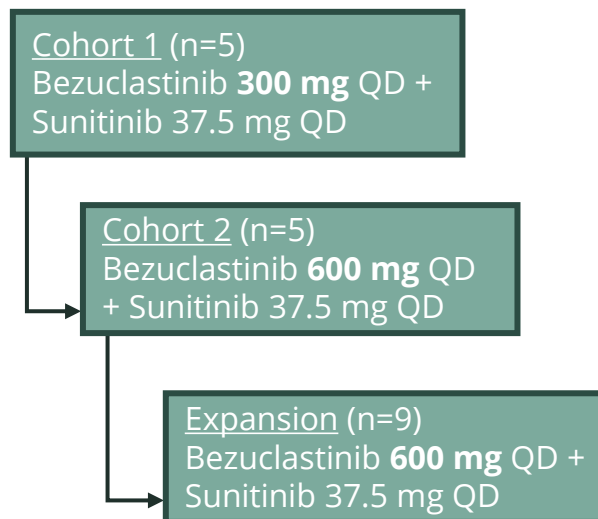 Cohort 1 (n=5)
Bezuclastinib 300 mg QD +
Sunitinib 37.5 mg QD
Cohort 2 (n=5)
Bezuclastinib 600 mg QD
+ Sunitinib 37.5 mg QD
Expansion (n=9)
Bezuclastinib 600 mg QD +
Sunitinib 37.5 mg QD